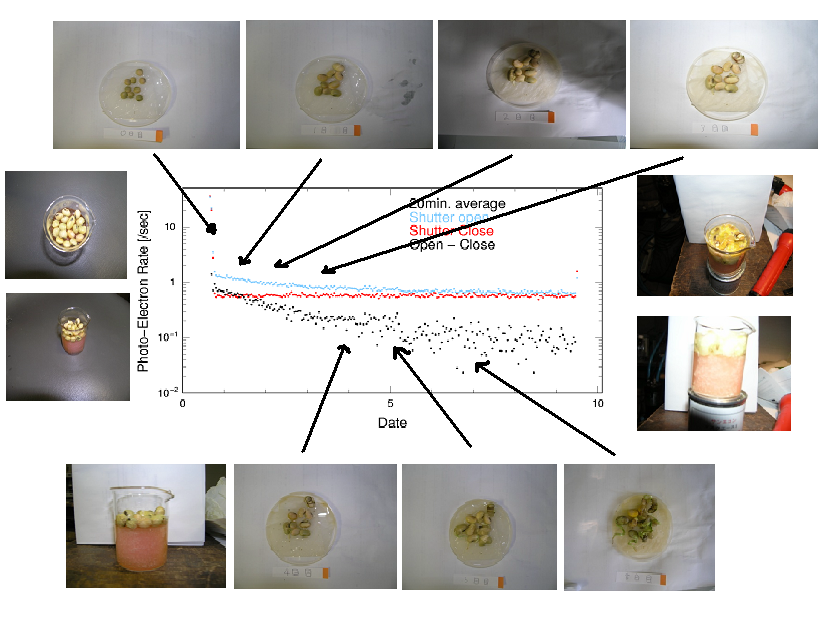 20min. average
Shutter open
Shutter Close
Open − Close
Photo−Electron Rate [/sec]
10
1
10−1
10−2
0
5
10
Date